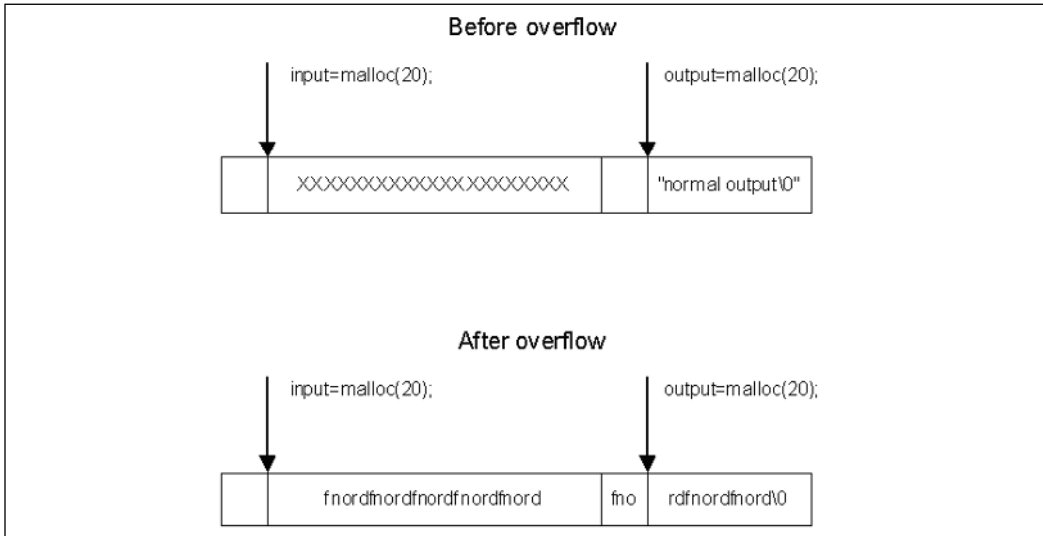 Before overflow
input=malloc(20); output=malloc(20);
XXXXXXXXXXXXXXXXXXXXX "normal output\0"
After overflow
input=malloc(20); output=malloc(20);
fnordfnordfnordfnordfnord fno rdfnordfnord\0